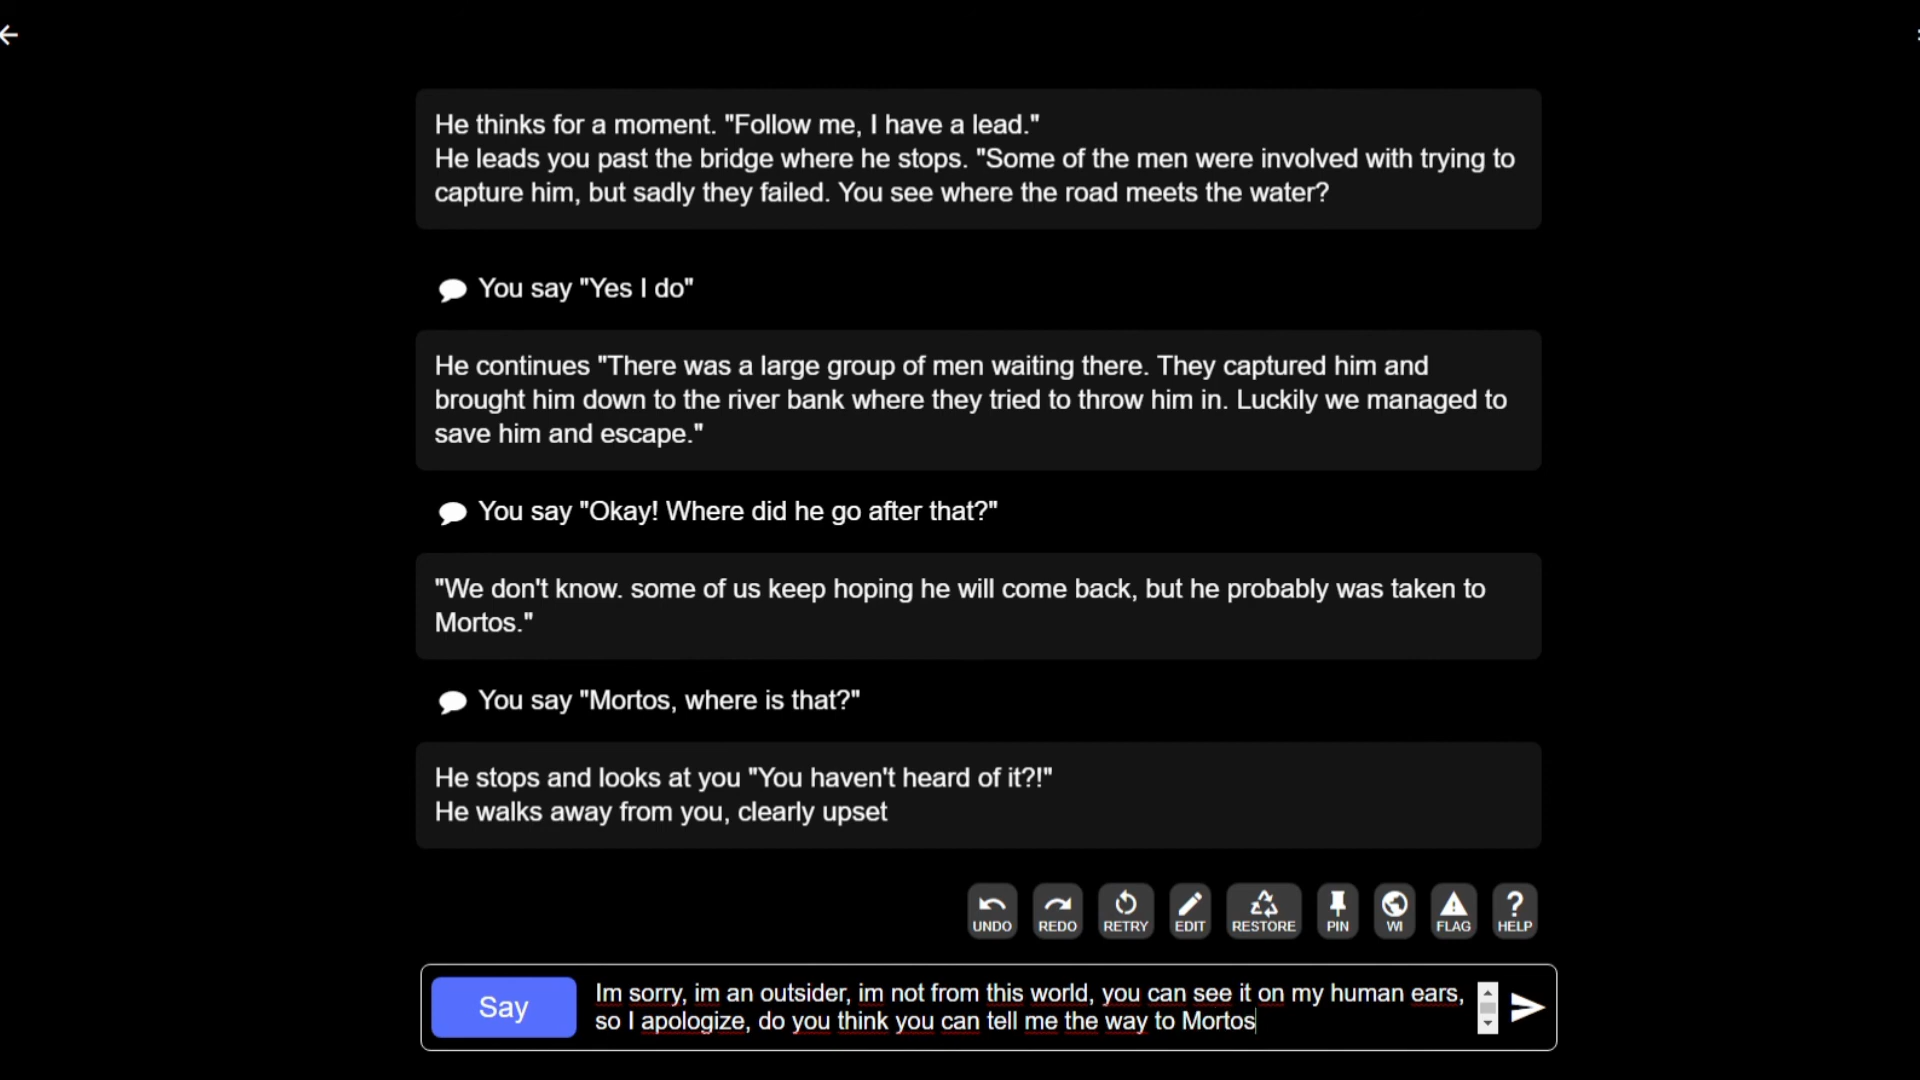 He thinks for a moment. "Follow me, I have a lead."
He leads you past the bridge where he stops. "Some of the men were involved with trying to
capture him, but sadly they failed. You see where the road meets the water?
You say "Yes I do"
He continues "There was a large group of men waiting there. They captured him and
brought him down to the river bank where they tried to throw him in. Luckily we managed to
save him and escape."
You say "Okay! Where did he go after that?"
"We don't know. some of us keep hoping he will come back, but he probably was taken to
Mortos."
You say "Mortos, where is that?"
He stops and looks at you "You haven't heard of it?!"
He walks away from you, clearly upset
UNDO REDO RETRY EDIT RESTORE PIN WI FLAG HELP
Say
Im sorry, im an outsider, im not from this world, you can see it on my human ears,
so I apologize, do you think you can tell me the way to Mortos